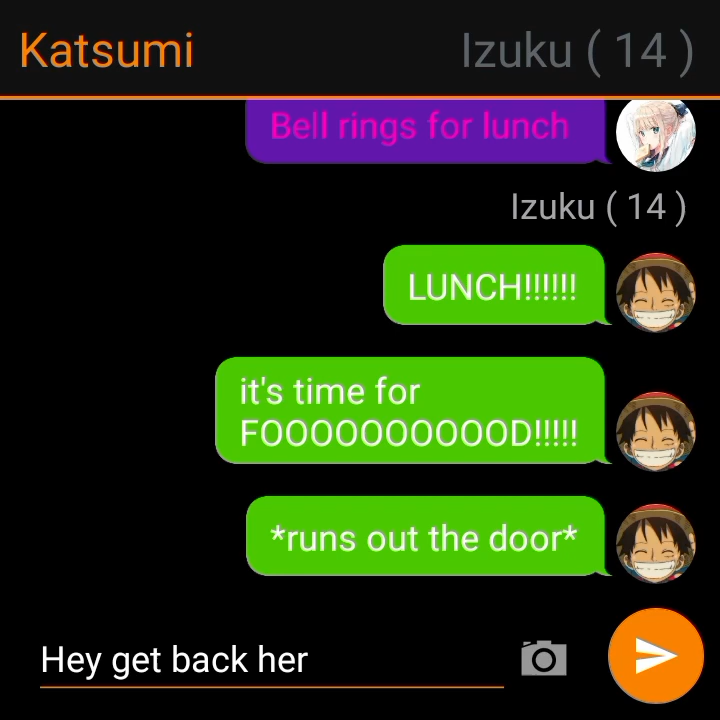 Katsumi
Izuku ( 14 )
Bell rings for lunch
Izuku ( 14 )
LUNCH!!!!!!
it's time for
FOOOOOOOOOOD!!!!!
*runs out the door*
Hey get back her